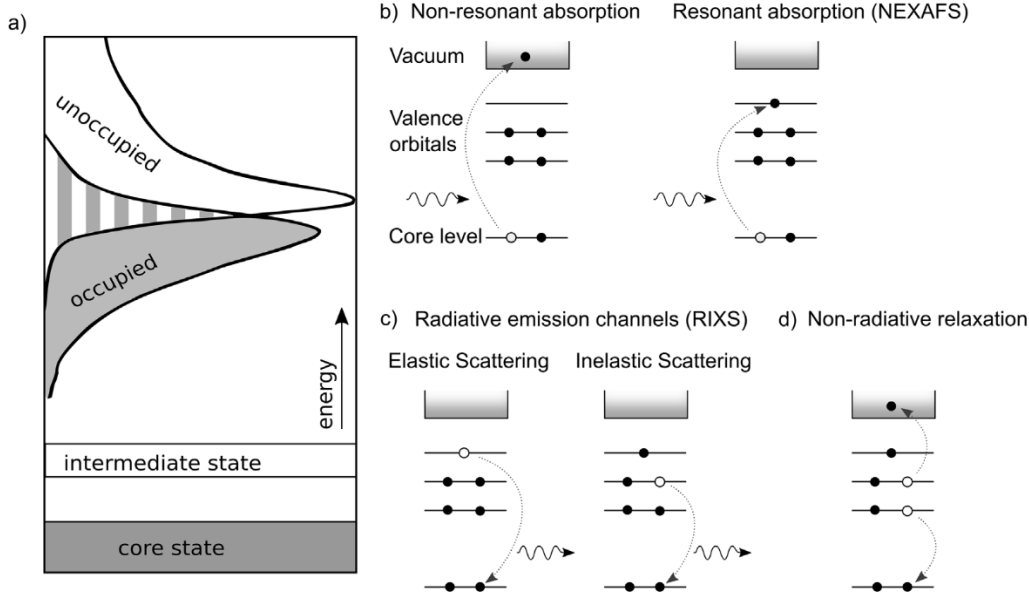 a)
unoccupied
occupied
energy
intermediate state
core state
b) Non-resonant absorption
Resonant absorption (NEXAFS)
Vacuum
Valence
orbitals
Core level
c) Radiative emission channels (RIXS)
Elastic Scattering
Inelastic Scattering
d) Non-radiative relaxation